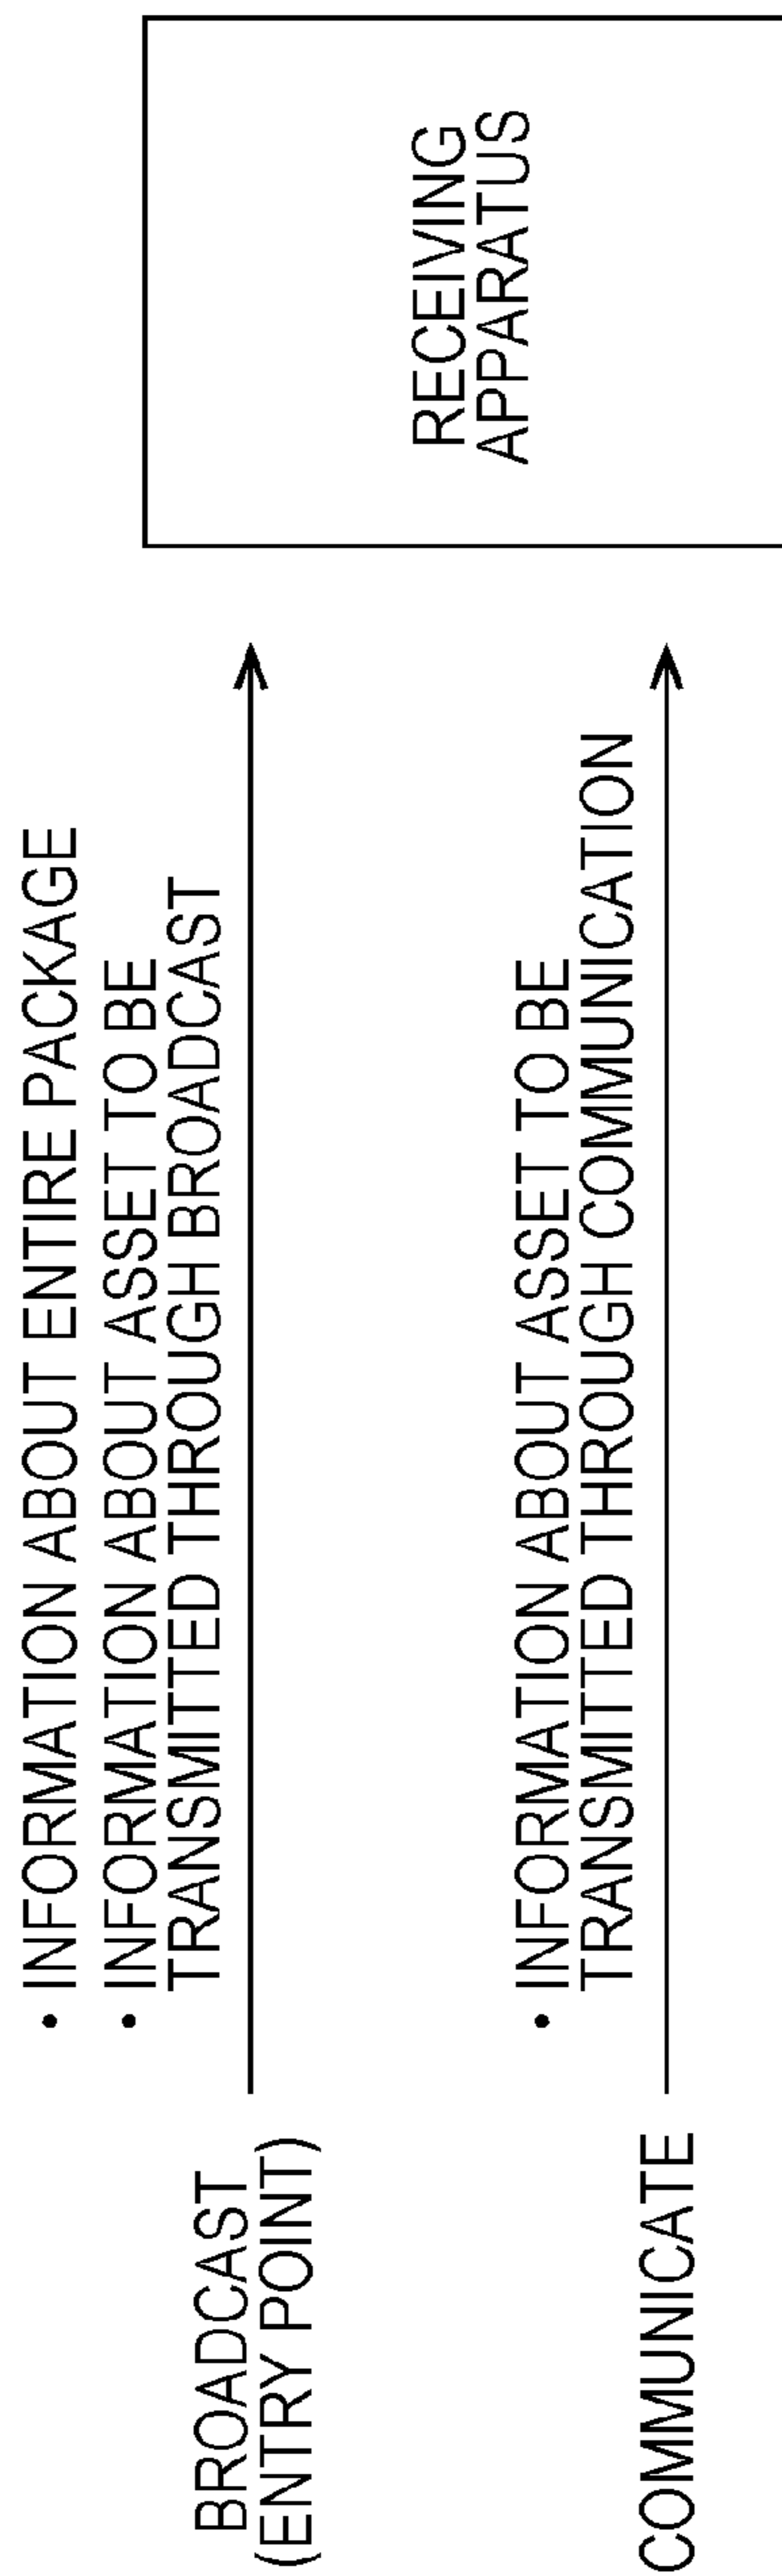 • INFORMATION ABOUT ENTIRE PACKAGE
• INFORMATION ABOUT ASSET TO BE
TRANSMITTED THROUGH BROADCAST
BROADCAST
(ENTRY POINT)
• INFORMATION ABOUT ASSET TO BE
TRANSMITTED THROUGH COMMUNICATION
COMMUNICATE
RECEIVING
APPARATUS